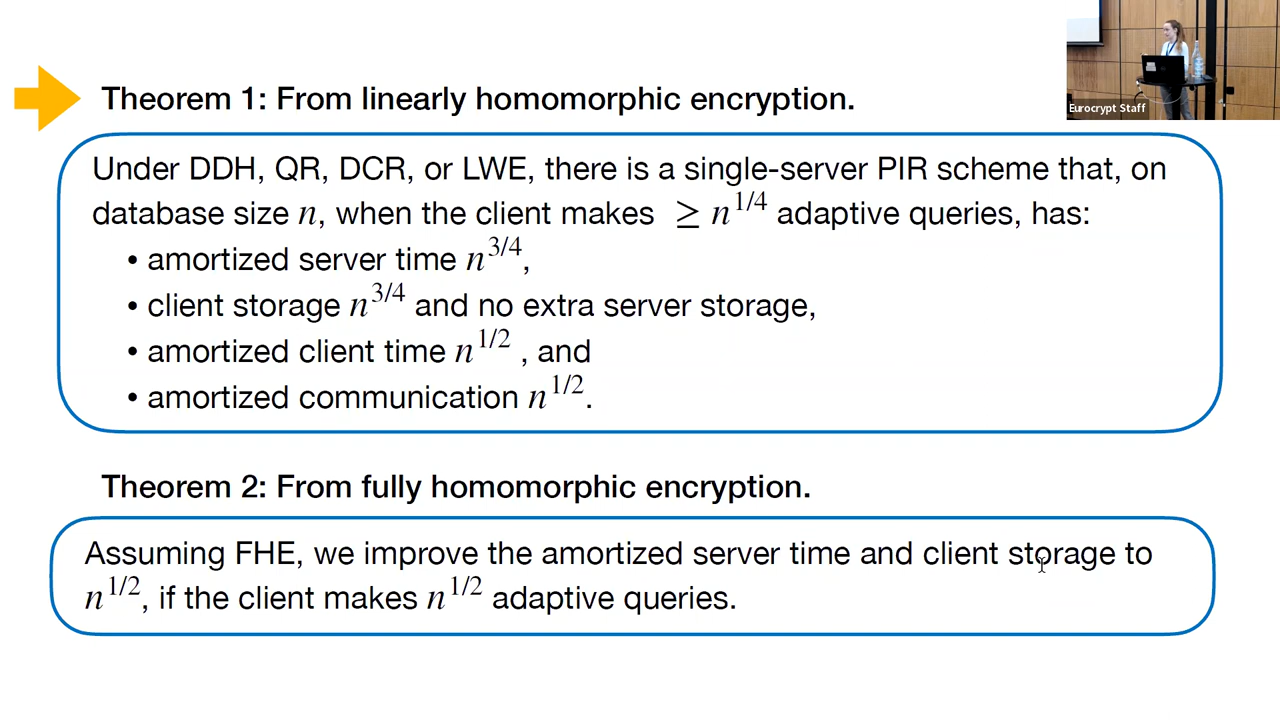 Theorem 1: From linearly homomorphic encryption.
Eurocrypt Staff
Under DDH, QR, DCR, or LWE, there is a single-server PIR scheme that, on
database size n, when the client makes ≥ n^{1/4} adaptive queries, has:
• amortized server time n^{3/4},
• client storage n^{3/4} and no extra server storage,
• amortized client time n^{1/2} , and
• amortized communication n^{1/2}.
Theorem 2: From fully homomorphic encryption.
Assuming FHE, we improve the amortized server time and client storage to
n^{1/2}, if the client makes n^{1/2} adaptive queries.